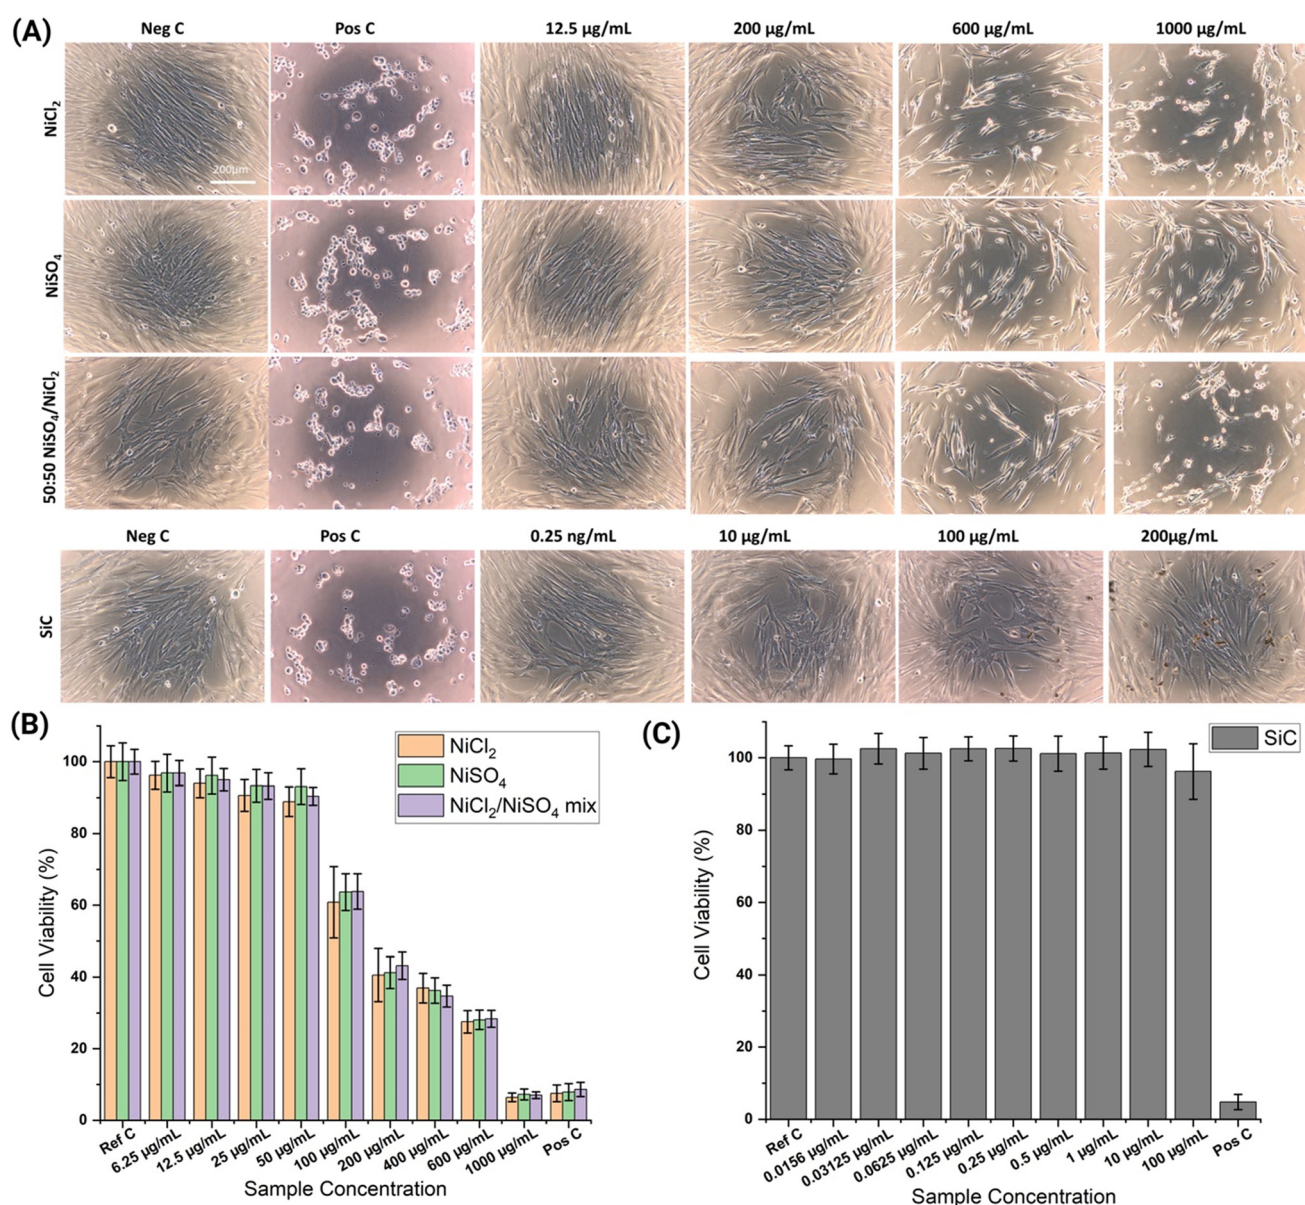 (A)
Neg C Pos C 12.5 µg/mL 200 µg/mL 600 µg/mL 1000 µg/mL
NiCl2
200µm
NiSO4
50:50 NiSO4/NiCl2
Neg C Pos C 0.25 ng/mL 10 µg/mL 100 µg/mL 200µg/mL
SiC
(B)
NiCl2
NiSO4
NiCl2/NiSO4 mix
Cell Viability (%)
100
80
60
40
20
0
Ref C 6.25 µg/mL 12.5 µg/mL 25 µg/mL 50 µg/mL 100 µg/mL 200 µg/mL 400 µg/mL 600 µg/mL 1000 µg/mL Pos C
Sample Concentration
(C)
SiC
Cell Viability (%)
100
80
60
40
20
0
Ref C 0.0156 µg/mL 0.03125 µg/mL 0.0625 µg/mL 0.125 µg/mL 0.25 µg/mL 0.5 µg/mL 1 µg/mL 10 µg/mL 100 µg/mL Pos C
Sample Concentration